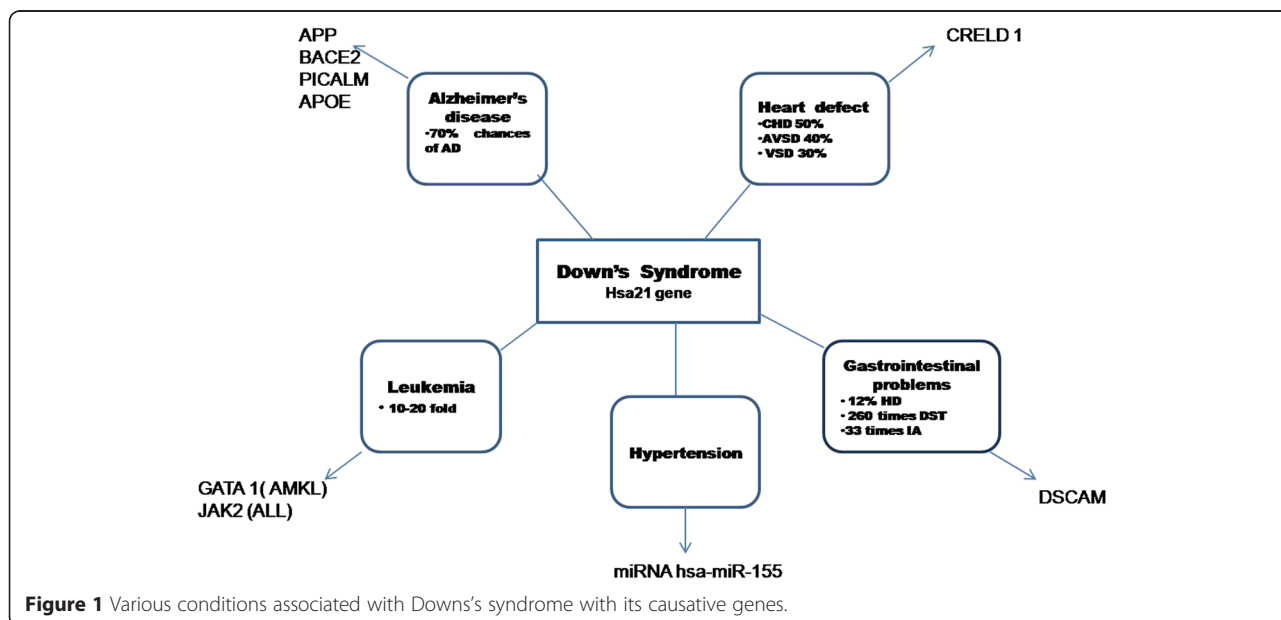 APP
BACE2
PICALM
APOE
CRELD 1
Alzheimer's
disease
•70% chances
of AD
Heart defect
•CHD 50%
•AVSD 40%
• VSD 30%
Down's Syndrome
Hsa21 gene
Leukemia
• 10-20 fold
Hypertension
Gastrointestinal
problems
• 12% HD
• 260 times DST
•33 times IA
GATA 1( AMKL)
JAK2 (ALL)
miRNA hsa-miR-155
DSCAM
Figure 1 Various conditions associated with Downs's syndrome with its causative genes.